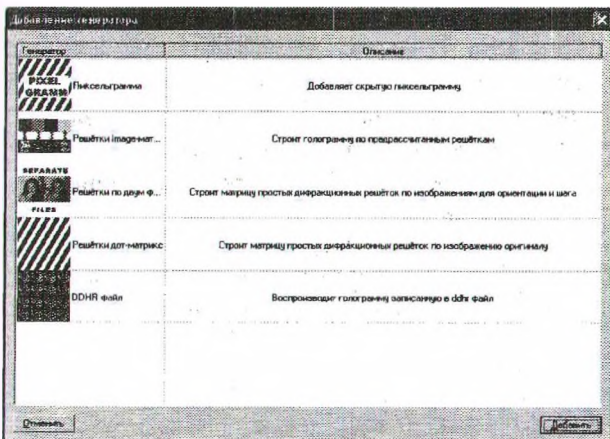 Добавление генератора
Генератор Описание
PIXEL
GRAMM
Пиксельграмма Добавляет скрытую пиксельграмму
Решётки image-мат... Строит голограмму по предрассчитанным решёткам
SEPARATE
FILES
Решётки по двум ф... Строит матрицу простых дифракционных решёток по изображениям для ориентации и шага
Решётки дот-матрикс Строит матрицу простых дифракционных решёток по изображению оригиналу
DDHR файл Воспроизводит голограмму записанную в ddhr файл
Отменить Добавить